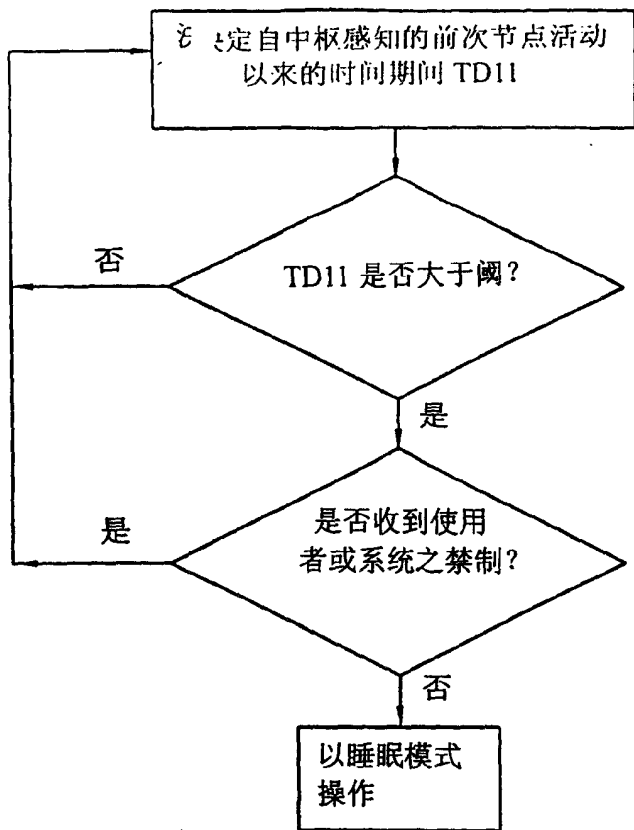 定自中枢感知的前次节点活动
以来的时间期间 TD11
TD11 是否大于阈？
否
是
是否收到使用
者或系统之禁制？
是
否
以睡眠模式
操作